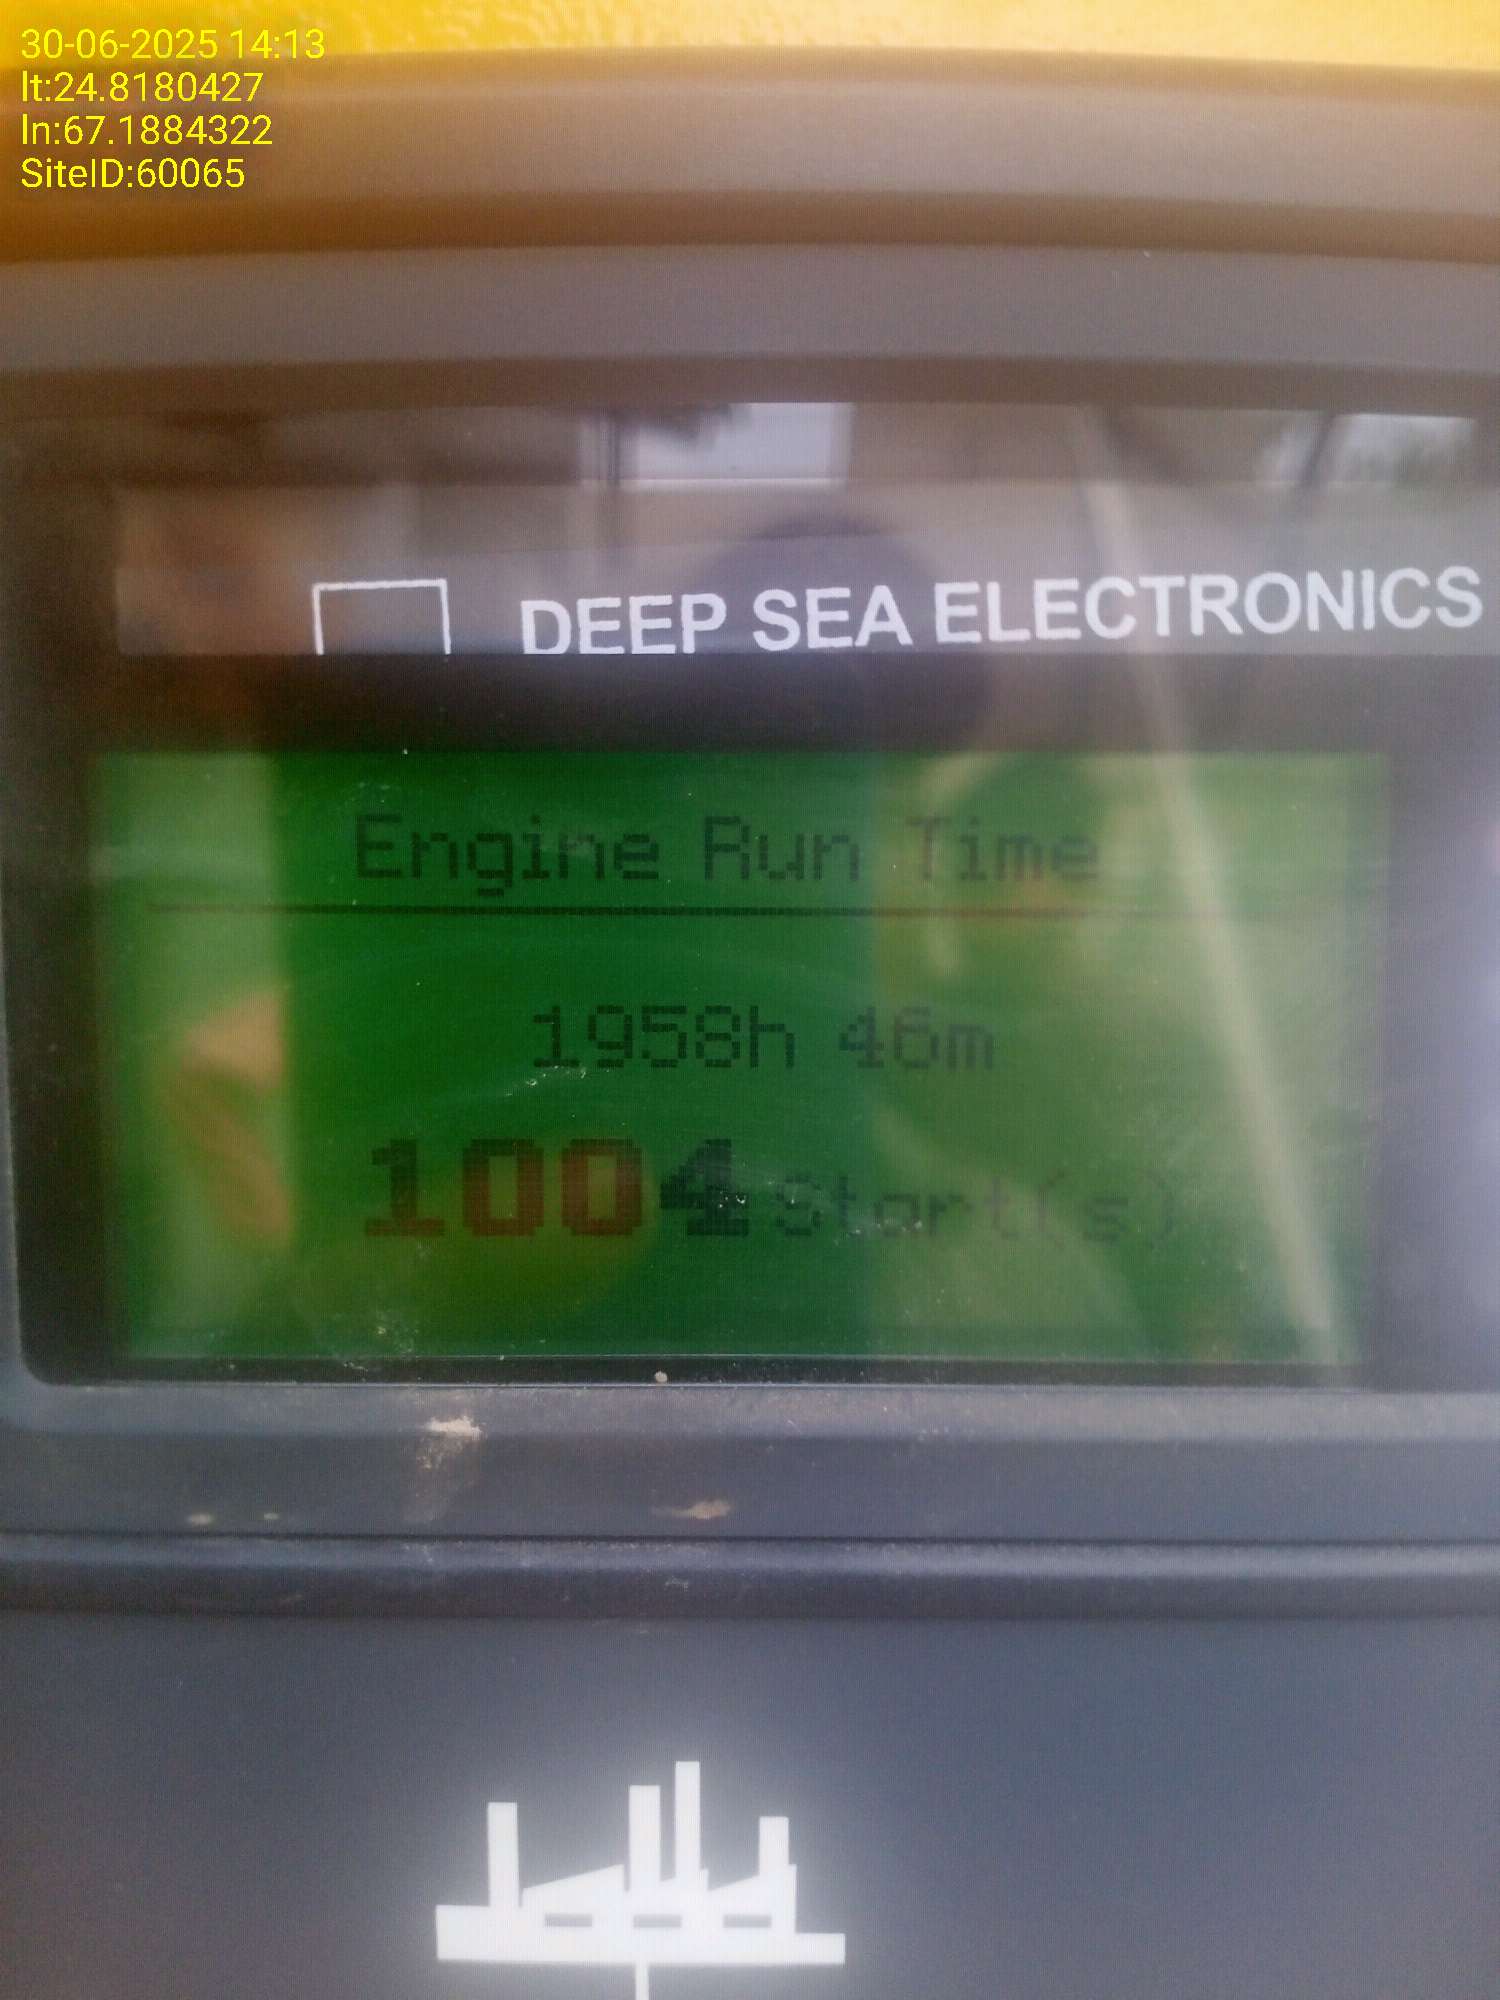 30-06-2025 14:13
lt:24.8180427
ln:67.1884322
SiteID:60065
DEEP SEA ELECTRONICS
Engine Run Time
1958h 46m
1004 Start(s)